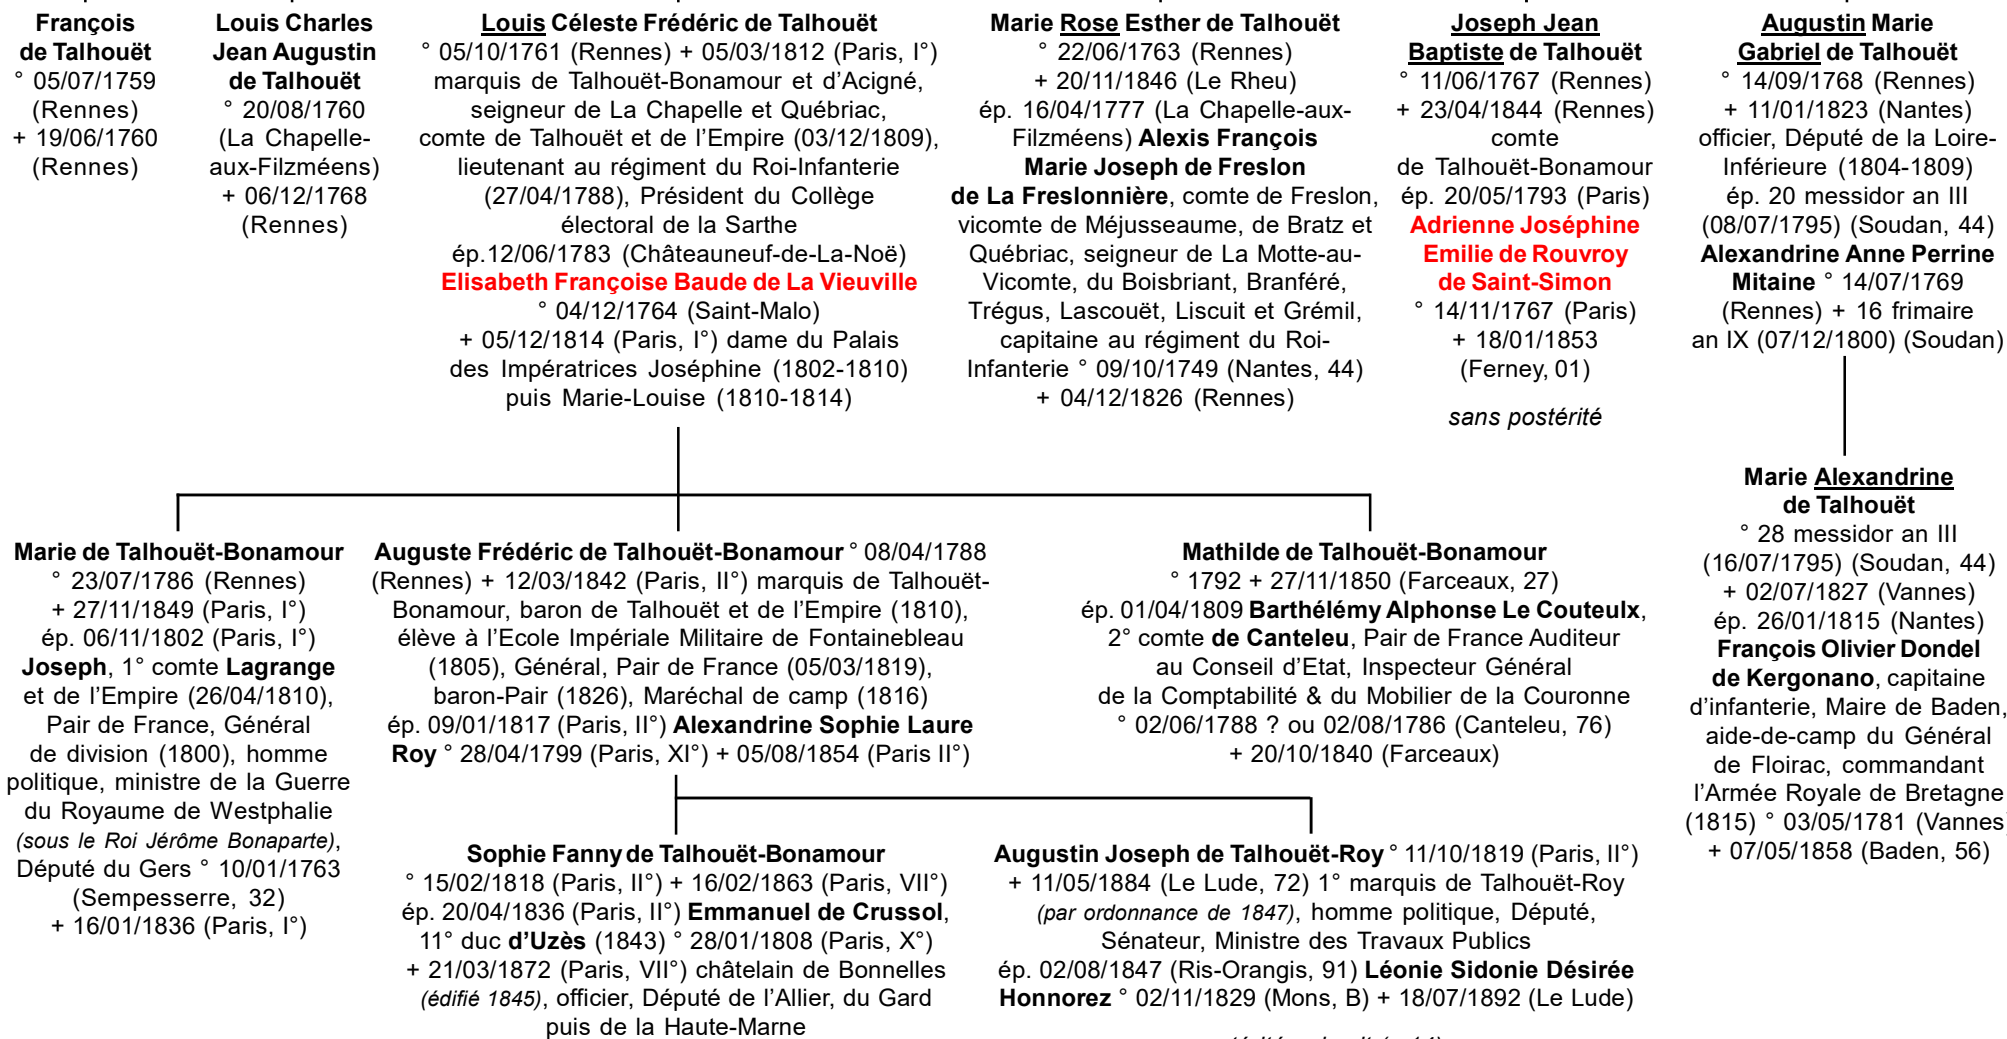 François
de Talhouët
° 05/07/1759
(Rennes)
+ 19/06/1760
(Rennes)
Louis Charles
Jean Augustin
de Talhouët
° 20/08/1760
(La Chapelle-
aux-Filzméens)
+ 06/12/1768
(Rennes)
Louis Céleste Frédéric de Talhouët
° 05/10/1761 (Rennes) + 05/03/1812 (Paris, I°)
marquis de Talhouët-Bonamour et d’Acigné,
seigneur de La Chapelle et Québriac,
comte de Talhouët et de l’Empire (03/12/1809),
lieutenant au régiment du Roi-Infanterie
(27/04/1788), Président du Collège
électoral de la Sarthe
ép.12/06/1783 (Châteauneuf-de-La-Noë)
Elisabeth Françoise Baude de La Vieuville
° 04/12/1764 (Saint-Malo)
+ 05/12/1814 (Paris, I°) dame du Palais
des Impératrices Joséphine (1802-1810)
puis Marie-Louise (1810-1814)
Marie Rose Esther de Talhouët
° 22/06/1763 (Rennes)
+ 20/11/1846 (Le Rheu)
ép. 16/04/1777 (La Chapelle-aux-
Filzméens) Alexis François
Marie Joseph de Freslon
de La Freslonnière, comte de Freslon,
vicomte de Méjusseaume, de Bratz et
Québriac, seigneur de La Motte-au-
Vicomte, du Boisbriant, Branféré,
Trégus, Lascouët, Liscuit et Grémil,
capitaine au régiment du Roi-
Infanterie ° 09/10/1749 (Nantes, 44)
+ 04/12/1826 (Rennes)
Joseph Jean
Baptiste de Talhouët
° 11/06/1767 (Rennes)
+ 23/04/1844 (Rennes)
comte
de Talhouët-Bonamour
ép. 20/05/1793 (Paris)
Adrienne Joséphine
Emilie de Rouvroy
de Saint-Simon
° 14/11/1767 (Paris)
+ 18/01/1853
(Ferney, 01)
sans postérité
Augustin Marie
Gabriel de Talhouët
° 14/09/1768 (Rennes)
+ 11/01/1823 (Nantes)
officier, Député de la Loire-
Inférieure (1804-1809)
ép. 20 messidor an III
(08/07/1795) (Soudan, 44)
Alexandrine Anne Perrine
Mitaine ° 14/07/1769
(Rennes) + 16 frimaire
an IX (07/12/1800) (Soudan)
Marie de Talhouët-Bonamour
° 23/07/1786 (Rennes)
+ 27/11/1849 (Paris, I°)
ép. 06/11/1802 (Paris, I°)
Joseph, 1° comte Lagrange
et de l’Empire (26/04/1810),
Pair de France, Général
de division (1800), homme
politique, ministre de la Guerre
du Royaume de Westphalie
(sous le Roi Jérôme Bonaparte),
Député du Gers ° 10/01/1763
(Sempesserre, 32)
+ 16/01/1836 (Paris, I°)
Auguste Frédéric de Talhouët-Bonamour ° 08/04/1788
(Rennes) + 12/03/1842 (Paris, II°) marquis de Talhouët-
Bonamour, baron de Talhouët et de l’Empire (1810),
élève à l’Ecole Impériale Militaire de Fontainebleau
(1805), Général, Pair de France (05/03/1819),
baron-Pair (1826), Maréchal de camp (1816)
ép. 09/01/1817 (Paris, II°) Alexandrine Sophie Laure
Roy ° 28/04/1799 (Paris, XI°) + 05/08/1854 (Paris II°)
Mathilde de Talhouët-Bonamour
° 1792 + 27/11/1850 (Farceaux, 27)
ép. 01/04/1809 Barthélémy Alphonse Le Couteulx,
2° comte de Canteleu, Pair de France Auditeur
au Conseil d’Etat, Inspecteur Général
de la Comptabilité & du Mobilier de la Couronne
° 02/06/1788 ? ou 02/08/1786 (Canteleu, 76)
+ 20/10/1840 (Farceaux)
Marie Alexandrine
de Talhouët
° 28 messidor an III
(16/07/1795) (Soudan, 44)
+ 02/07/1827 (Vannes)
ép. 26/01/1815 (Nantes)
François Olivier Dondel
de Kergonano, capitaine
d’infanterie, Maire de Baden,
aide-de-camp du Général
de Floirac, commandant
l’Armée Royale de Bretagne
(1815) ° 03/05/1781 (Vannes)
+ 07/05/1858 (Baden, 56)
Sophie Fanny de Talhouët-Bonamour
° 15/02/1818 (Paris, II°) + 16/02/1863 (Paris, VII°)
ép. 20/04/1836 (Paris, II°) Emmanuel de Crussol,
11° duc d’Uzès (1843) ° 28/01/1808 (Paris, X°)
+ 21/03/1872 (Paris, VII°) châtelain de Bonnelles
(édifié 1845), officier, Député de l’Allier, du Gard
puis de la Haute-Marne
Augustin Joseph de Talhouët-Roy ° 11/10/1819 (Paris, II°)
+ 11/05/1884 (Le Lude, 72) 1° marquis de Talhouët-Roy
(par ordonnance de 1847), homme politique, Député,
Sénateur, Ministre des Travaux Publics
ép. 02/08/1847 (Ris-Orangis, 91) Léonie Sidonie Désirée
Honnorez ° 02/11/1829 (Mons, B) + 18/07/1892 (Le Lude)